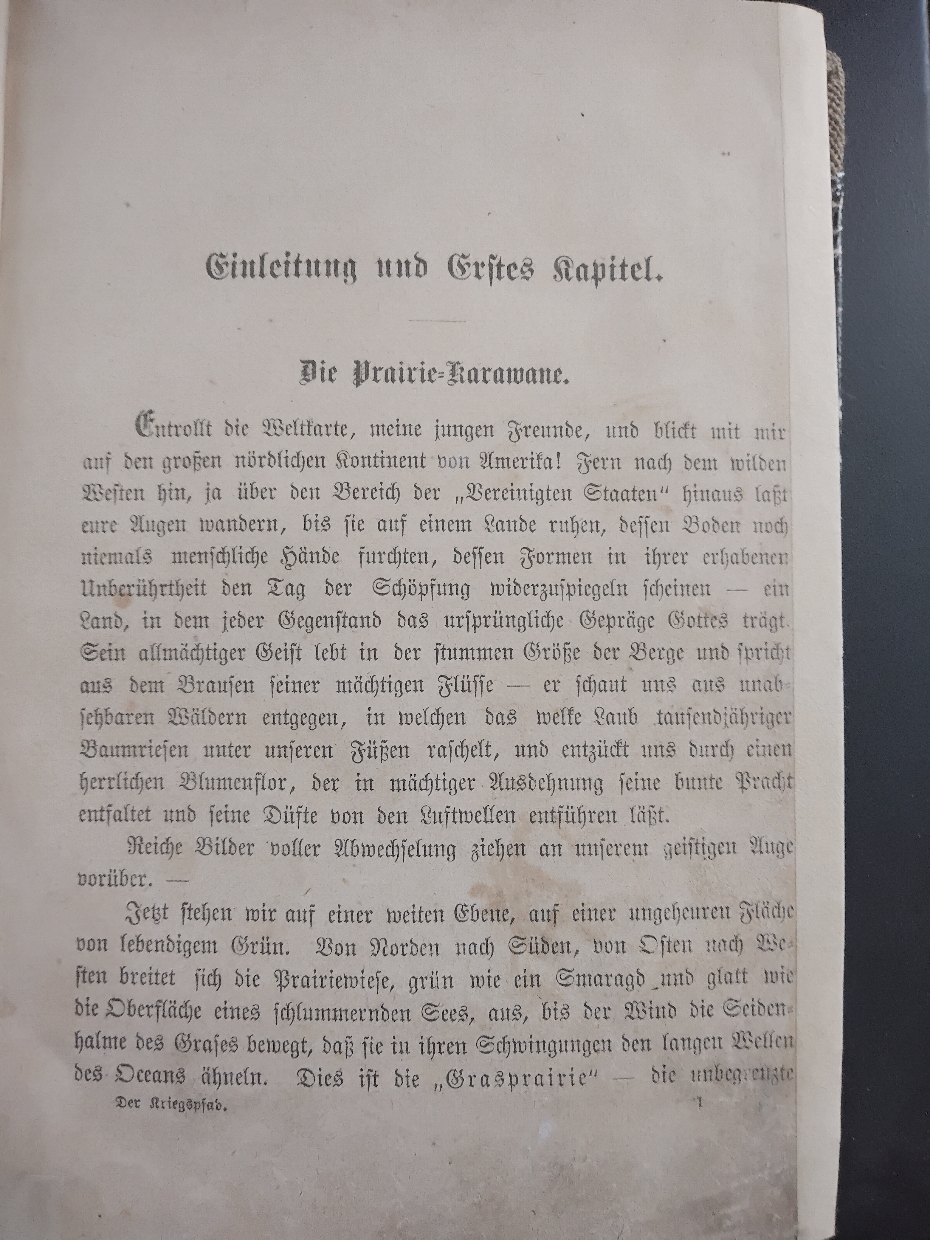 Einleitung und Erstes Kapitel.
Die Prairie-Karawane.
Entrollt die Weltkarte, meine jungen Freunde, und blickt mit mir
auf den großen nördlichen Kontinent von Amerika! Fern nach dem wilden
Westen hin, ja über den Bereich der „Vereinigten Staaten“ hinaus laßt
eure Augen wandern, bis sie auf einem Lande ruhen, dessen Boden noch
niemals menschliche Hände furchten, dessen Formen in ihrer erhabenen
Unberührtheit den Tag der Schöpfung widerzuspiegeln scheinen — ein
Land, in dem jeder Gegenstand das ursprüngliche Gepräge Gottes trägt.
Sein allmächtiger Geist lebt in der stummen Größe der Berge und spricht
aus dem Brausen seiner mächtigen Flüsse — er schaut uns aus unab-
sehbaren Wäldern entgegen, in welchen das welke Laub tausendjähriger
Baumriesen unter unseren Füßen raschelt, und entzückt uns durch einen
herrlichen Blumenflor, der in mächtiger Ausdehnung seine bunte Pracht
entfaltet und seine Düfte von den Luftwellen entführen läßt.
Reiche Bilder voller Abwechselung ziehen an unserem geistigen Auge
vorüber. —
Jetzt stehen wir auf einer weiten Ebene, auf einer ungeheuren Fläche
von lebendigem Grün. Von Norden nach Süden, von Osten nach We-
sten breitet sich die Prairiewiese, grün wie ein Smaragd und glatt wie
die Oberfläche eines schlummernden Sees, aus, bis der Wind die Seiden-
halme des Grases bewegt, daß sie in ihren Schwingungen den langen Wellen
des Oceans ähneln. Dies ist die „Grasprairie“ — die unbegrenzte
Der Kriegspfad. 1